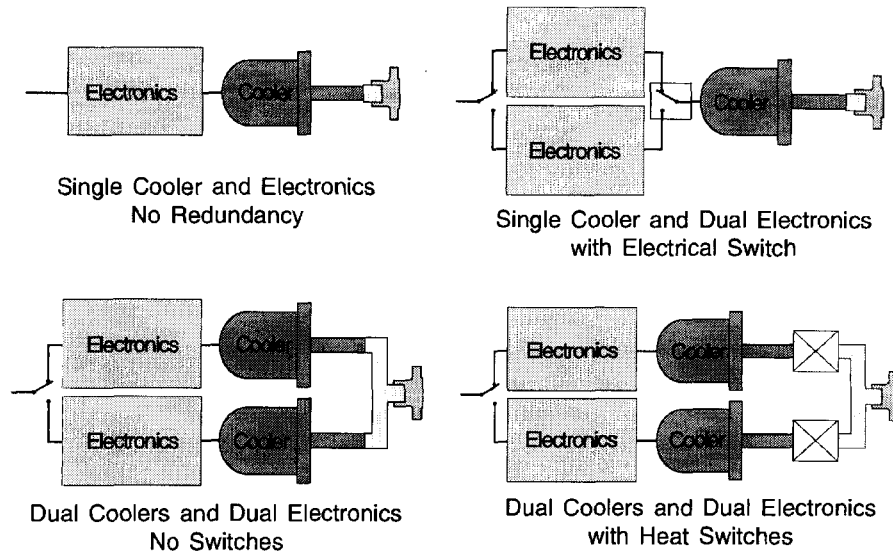 Electronics
Cooler
Single Cooler and Electronics
No Redundancy
Electronics
Electronics
Cooler
Single Cooler and Dual Electronics
with Electrical Switch
Electronics
Cooler
Electronics
Cooler
Dual Coolers and Dual Electronics
No Switches
Electronics
Cooler
Electronics
Cooler
Dual Coolers and Dual Electronics
with Heat Switches